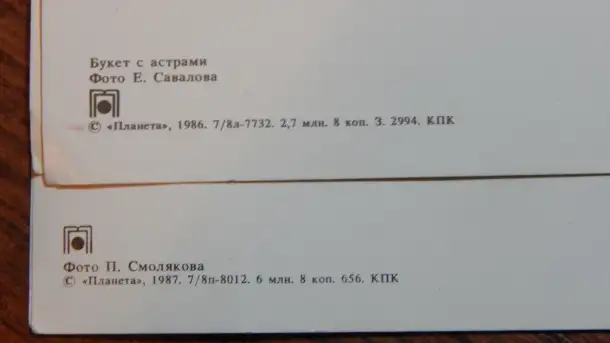 Букет с астрами
Фото Е. Савалова
© «Планета», 1986. 7/8л-7732. 2,7 млн. 8 коп. З. 2994. КПК
Фото П. Смолякова
© «Планета», 1987. 7/8п-8012. 6 млн. 8 коп. 656. КПК